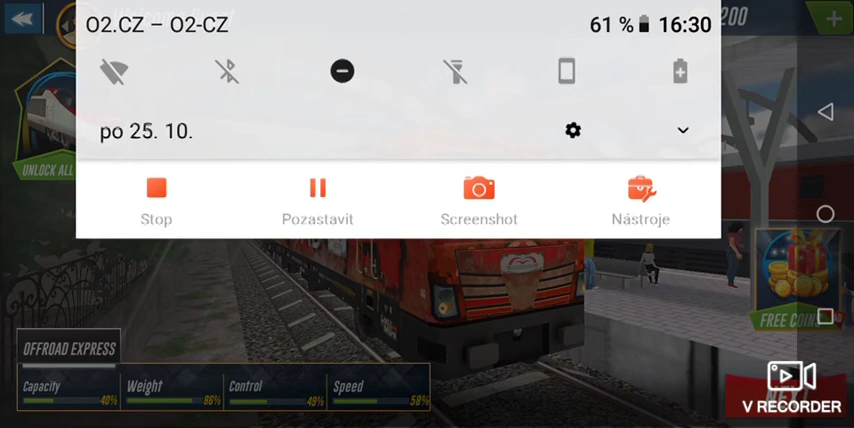 O2.CZ – O2-CZ
61 % 16:30
200
po 25. 10.
UNLOCK ALL
Stop
Pozastavit
Screenshot
Nástroje
FREE COINS
OFFROAD EXPRESS
Capacity
Weight
Control
Speed
40%
86%
49%
58%
V RECORDER